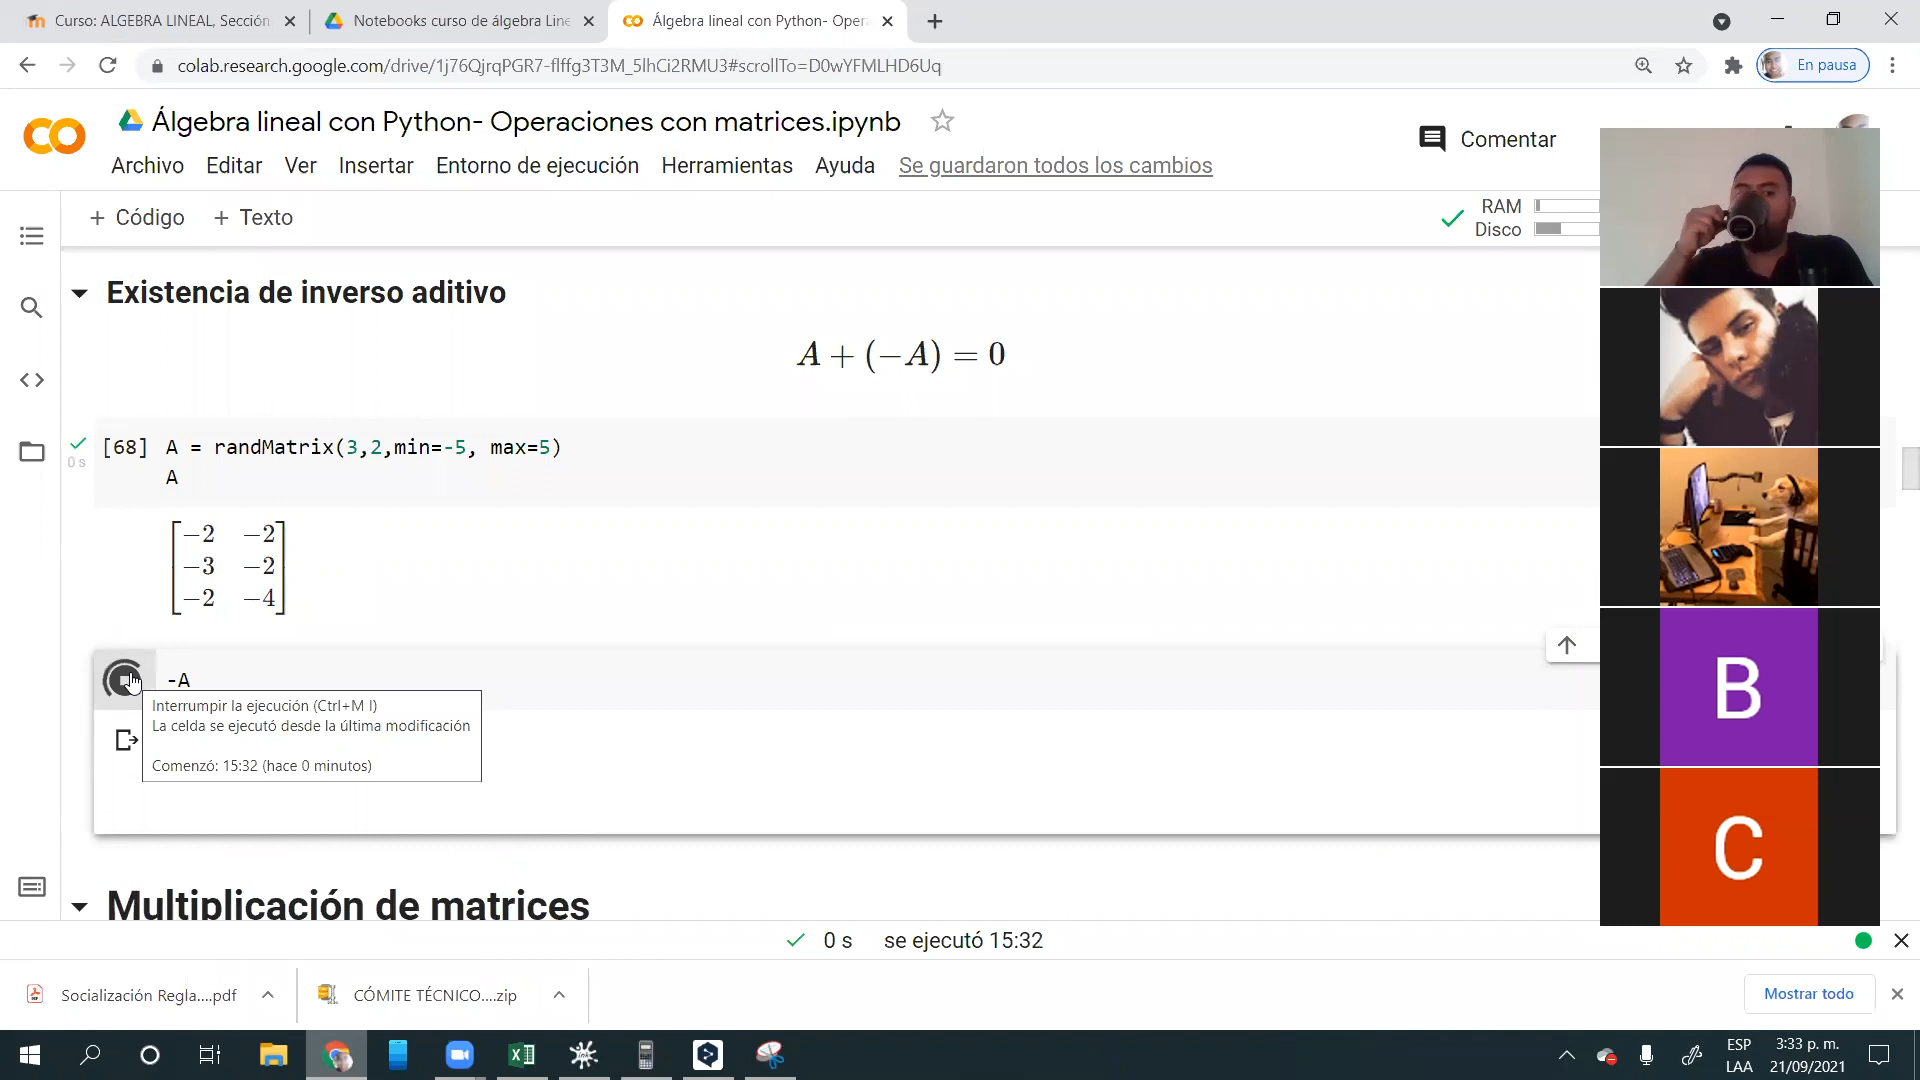 Curso: ALGEBRA LINEAL, Sección
Notebooks curso de álgebra Line
Álgebra lineal con Python- Oper
colab.research.google.com/drive/1j76QjrqPGR7-flffg3T3M_5lhCi2RMU3#scrollTo=D0wYFMLHD6Uq
En pausa
Álgebra lineal con Python- Operaciones con matrices.ipynb
Comentar
Archivo Editar Ver Insertar Entorno de ejecución Herramientas Ayuda Se guardaron todos los cambios
+ Código + Texto
RAM
Disco
Existencia de inverso aditivo
A + (−A) = 0
[68] A = randMatrix(3,2,min=-5, max=5)
0 s
A
−2 −2
−3 −2
−2 −4
-A
Interrumpir la ejecución (Ctrl+M I)
La celda se ejecutó desde la última modificación
Comenzó: 15:32 (hace 0 minutos)
B
C
Multiplicación de matrices
0 s se ejecutó 15:32
Socialización Regla....pdf
CÓMITE TÉCNICO....zip
Mostrar todo
ESP
LAA
3:33 p. m.
21/09/2021